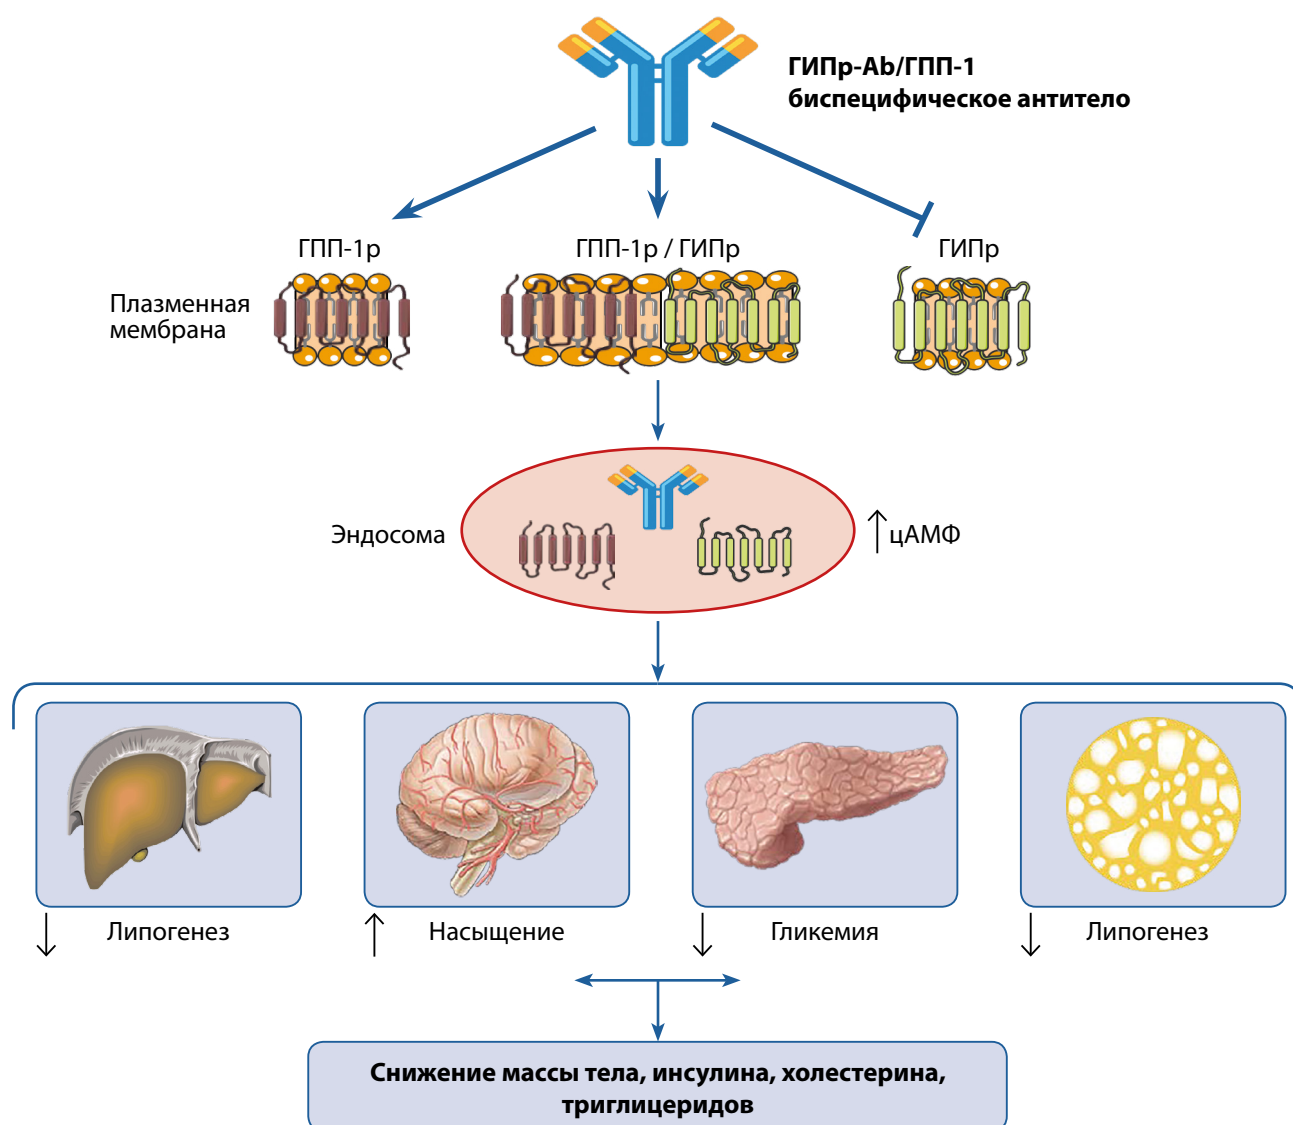 ГИПр-Ab/ГПП-1
биспецифическое антитело
ГПП-1р
ГПП-1р / ГИПр
ГИПр
Плазменная
мембрана
Эндосома
цАМФ
Липогенез
Насыщение
Гликемия
Липогенез
Снижение массы тела, инсулина, холестерина,
триглицеридов